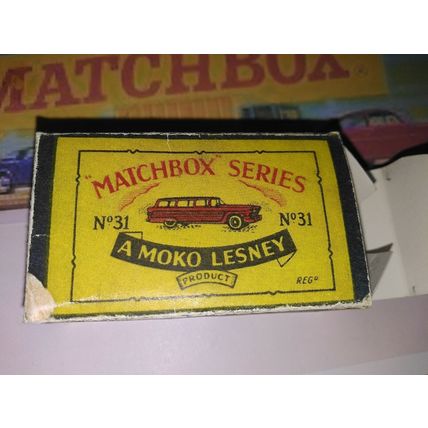 MATCHBOX
"MATCHBOX" SERIES
Nº31 Nº31
A MOKO LESNEY
PRODUCT
REGD